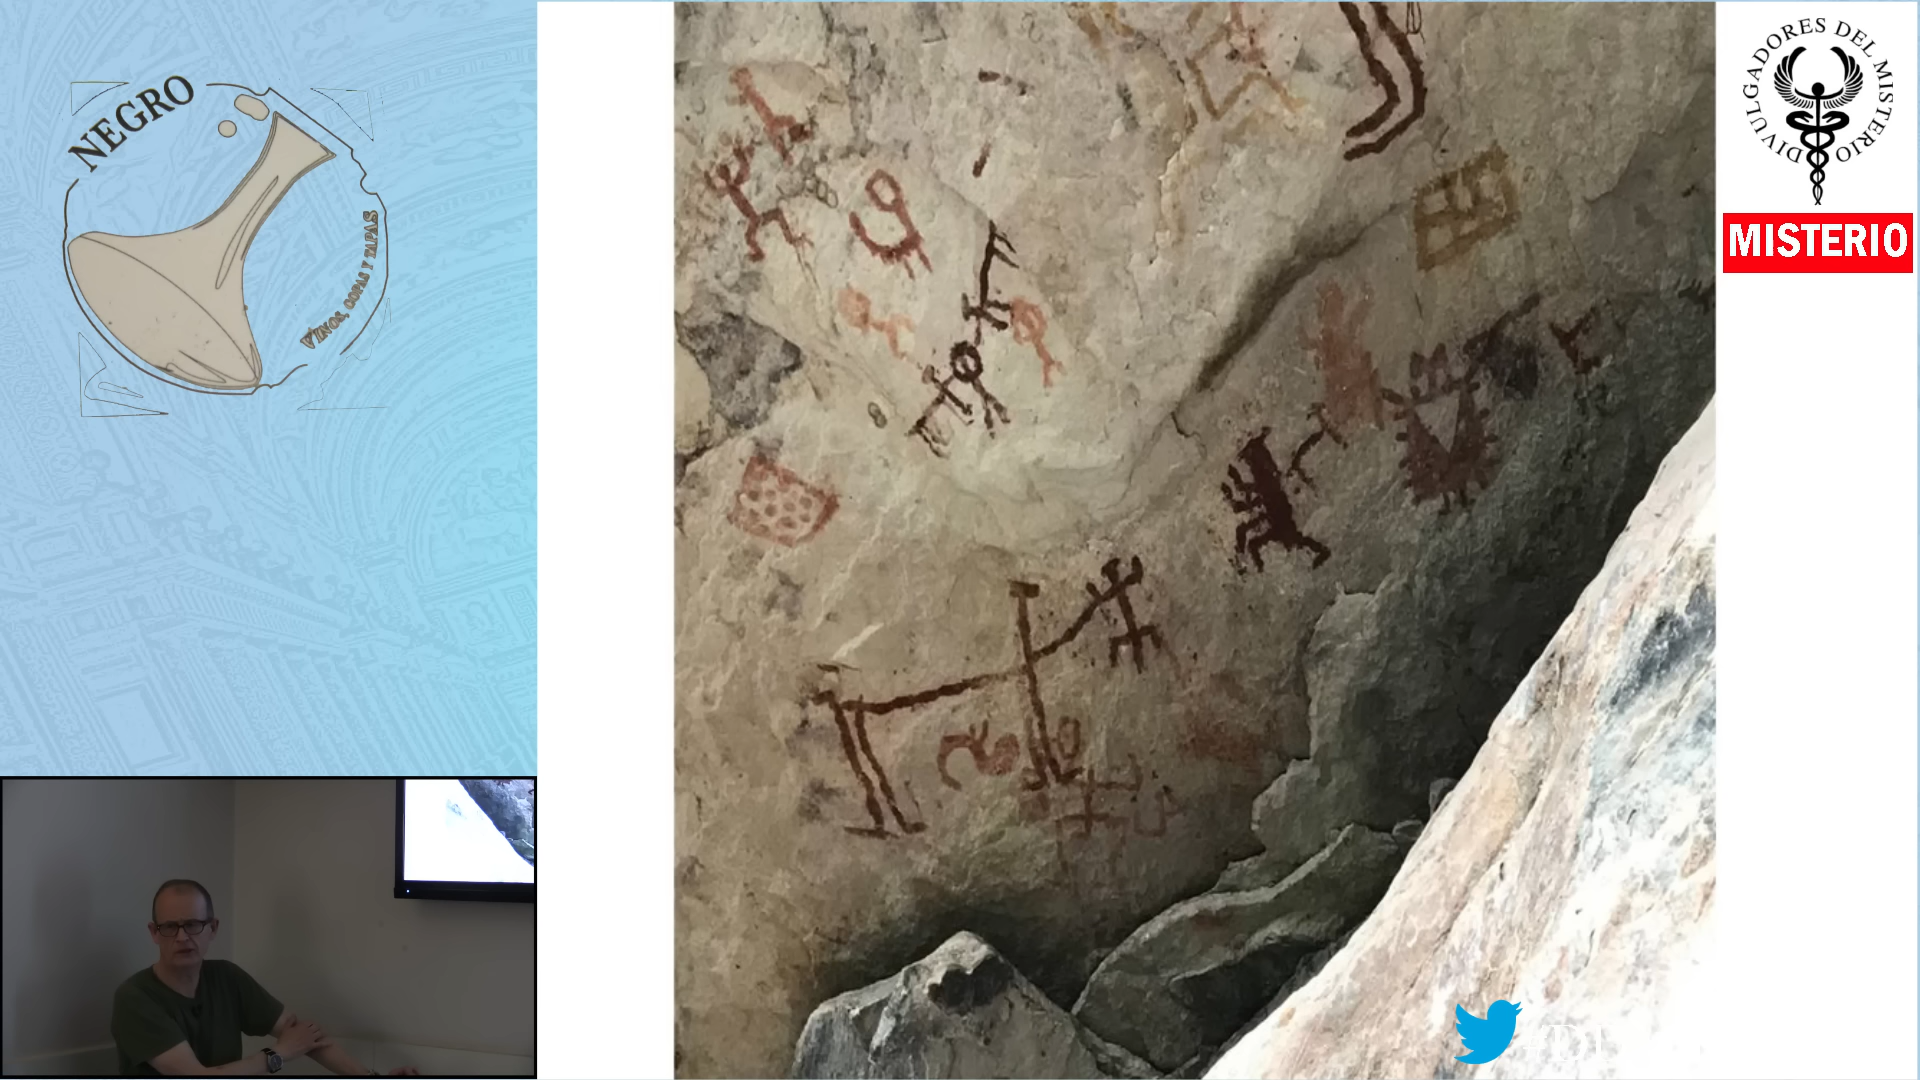 NEGRO
VINOS, COPAS Y TAPAS
DIVULGADORES DEL MISTERIO
MISTERIO